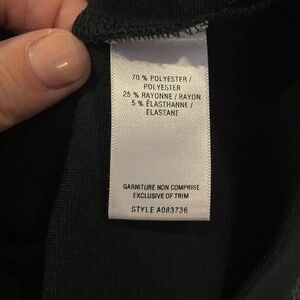 70 % POLYESTER /
POLYESTER
25 % RAYONNE / RAYON
5 % ÉLASTHANNE /
ELASTANE
GARNITURE NON COMPRISE
EXCLUSIVE OF TRIM
STYLE A083736